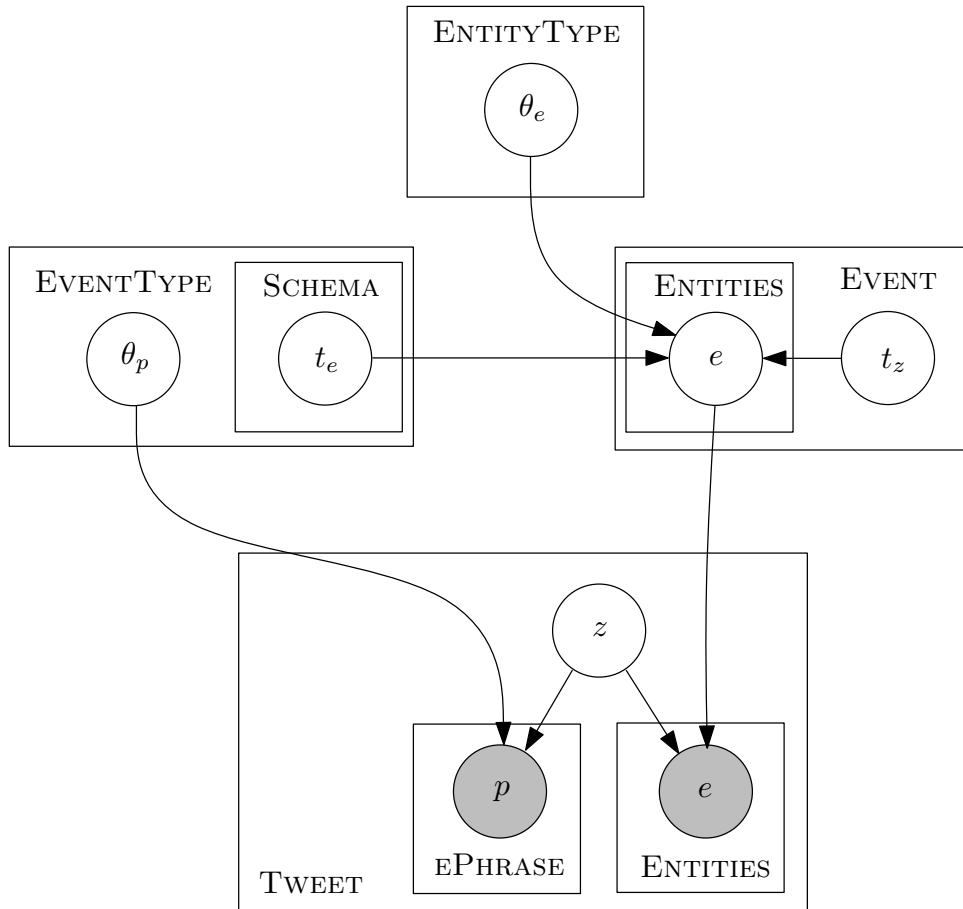 ENTITYTYPE
θe
EVENTTYPE
SCHEMA
θp
te
ENTITIES
EVENT
e
tz
z
p
e
EPHRASE
ENTITIES
TWEET